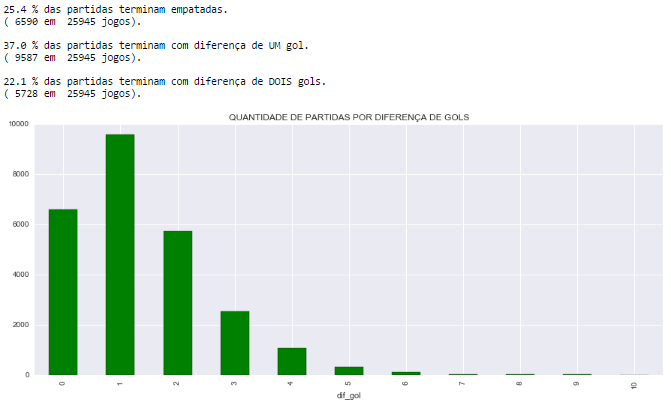 25.4 % das partidas terminam empatadas.
( 6590 em  25945 jogos).
37.0 % das partidas terminam com diferença de UM gol.
( 9587 em  25945 jogos).
22.1 % das partidas terminam com diferença de DOIS gols.
( 5728 em  25945 jogos).
QUANTIDADE DE PARTIDAS POR DIFERENÇA DE GOLS
10000
8000
6000
4000
2000
0
0 1 2 3 4 5 6 7 8 9 10
dif_gol